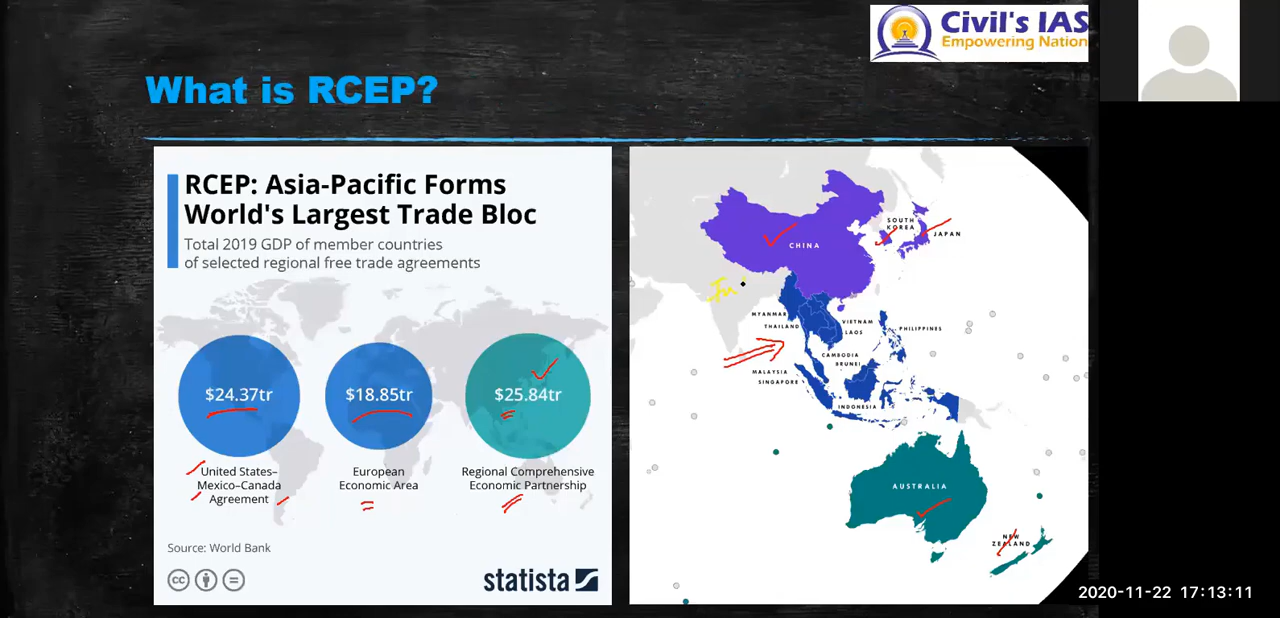 Civil's IAS
Empowering Nation
What is RCEP?
RCEP: Asia-Pacific Forms
World's Largest Trade Bloc
Total 2019 GDP of member countries
of selected regional free trade agreements
$24.37tr
$18.85tr
$25.84tr
United States–
Mexico–Canada
Agreement
European
Economic Area
Regional Comprehensive
Economic Partnership
Source: World Bank
cc
statista
SOUTH
KOREA
JAPAN
CHINA
MYANMAR
THAILAND
VIETNAM
LAOS
PHILIPPINES
CAMBODIA
BRUNEI
MALAYSIA
SINGAPORE
INDONESIA
AUSTRALIA
NEW
ZEALAND
2020-11-22 17:13:11